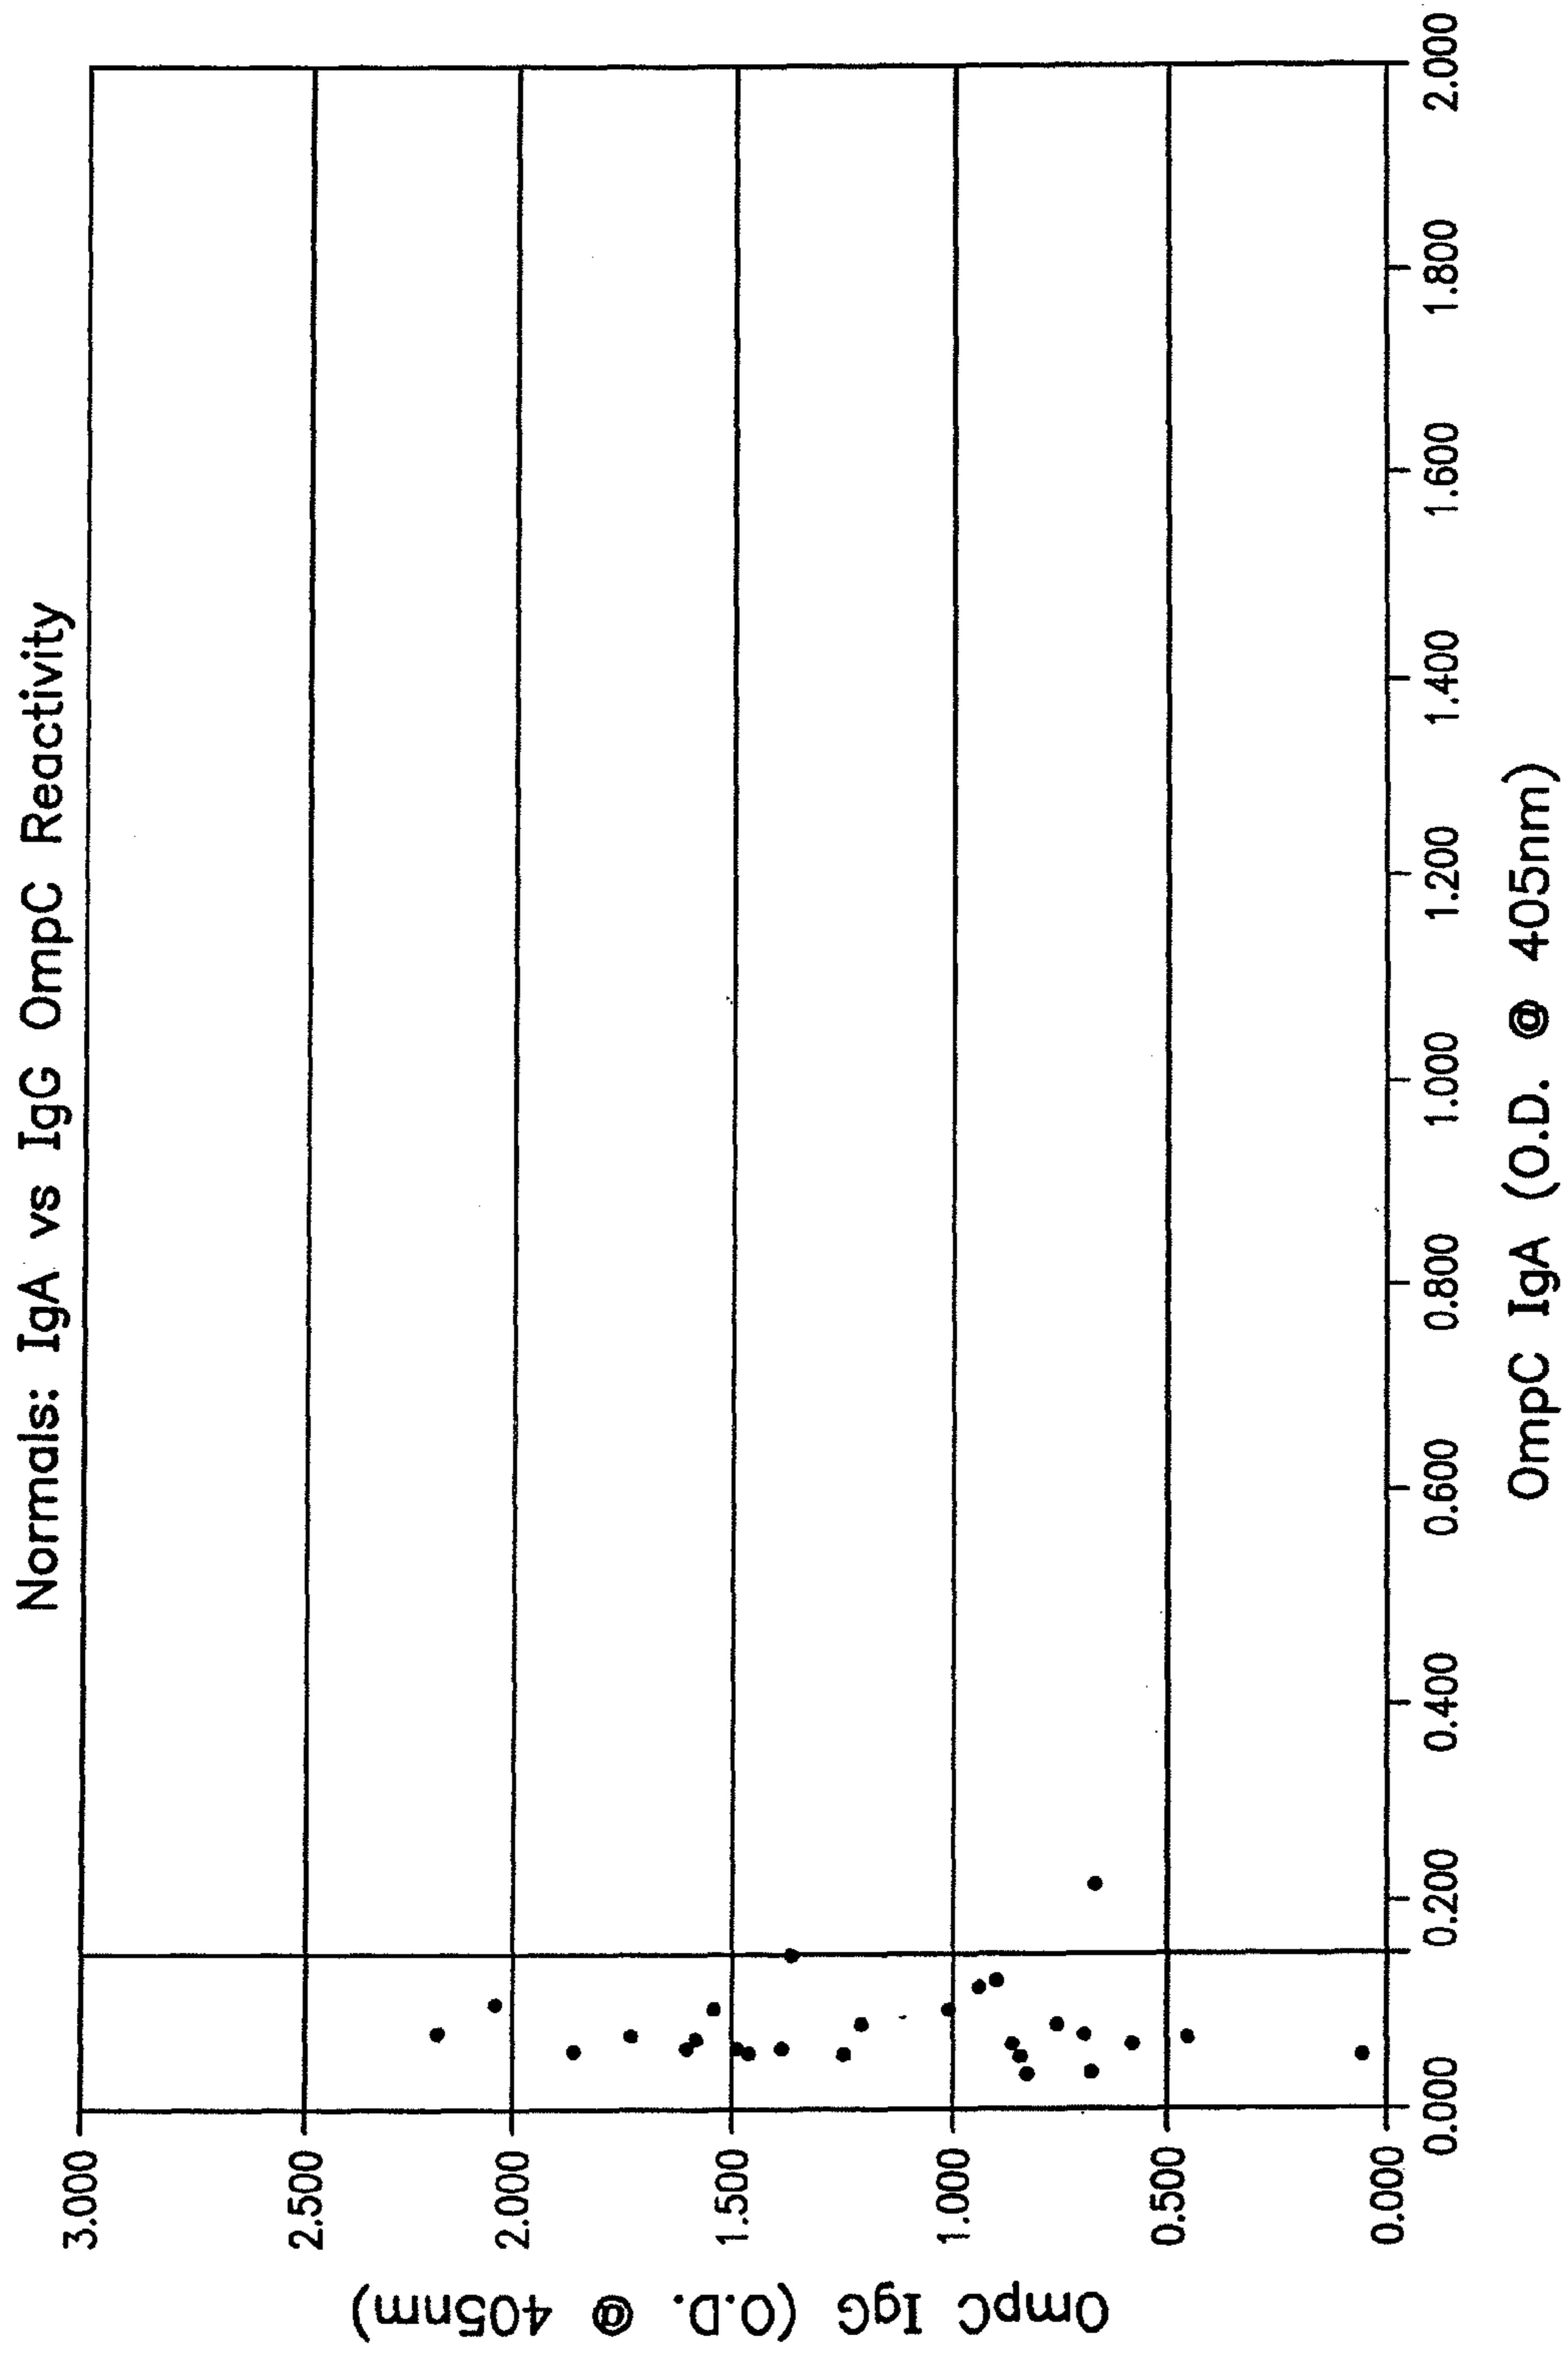 Normals: IgA vs IgG OmpC Reactivity
OmpC IgG (O.D. @ 405nm)
3.000
2.500
2.000
1.500
1.000
0.500
0.000
0.000 0.200 0.400 0.600 0.800 1.000 1.200 1.400 1.600 1.800 2.000
OmpC IgA (O.D. @ 405nm)